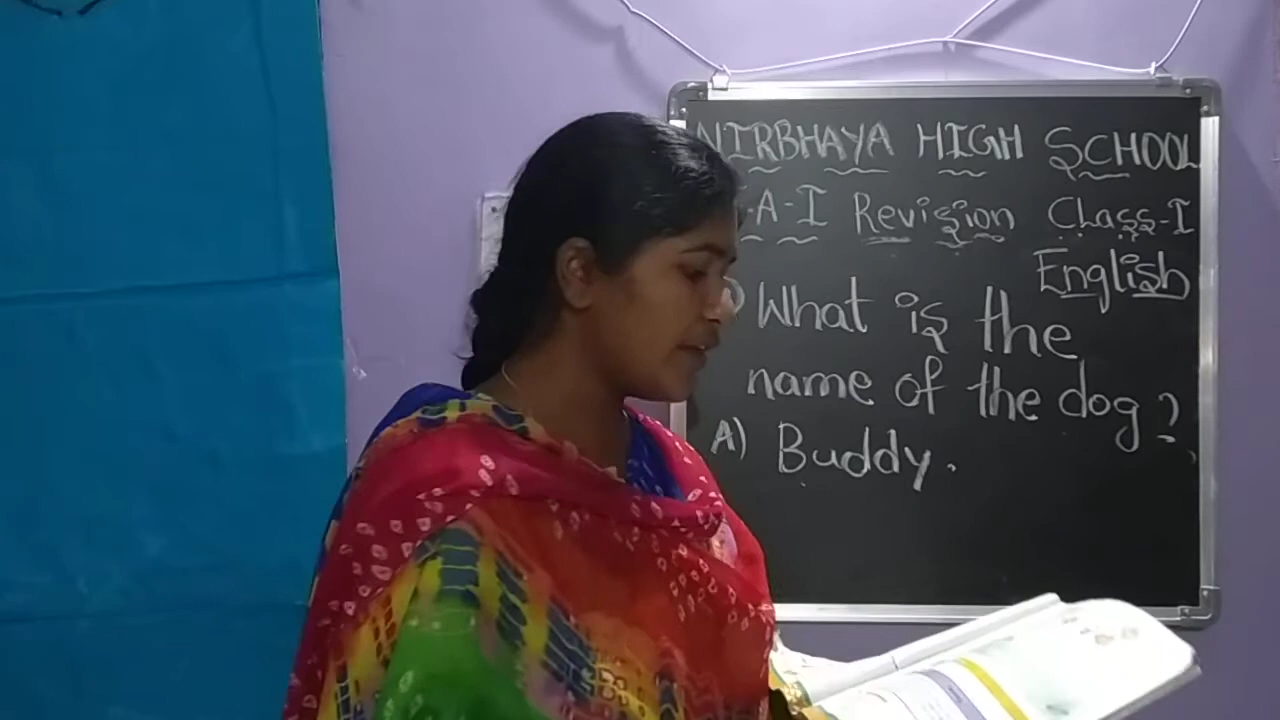 NIRBHAYA HIGH SCHOOL
A-I Revision Class-I
English
What is the
name of the dog?
A) Buddy.